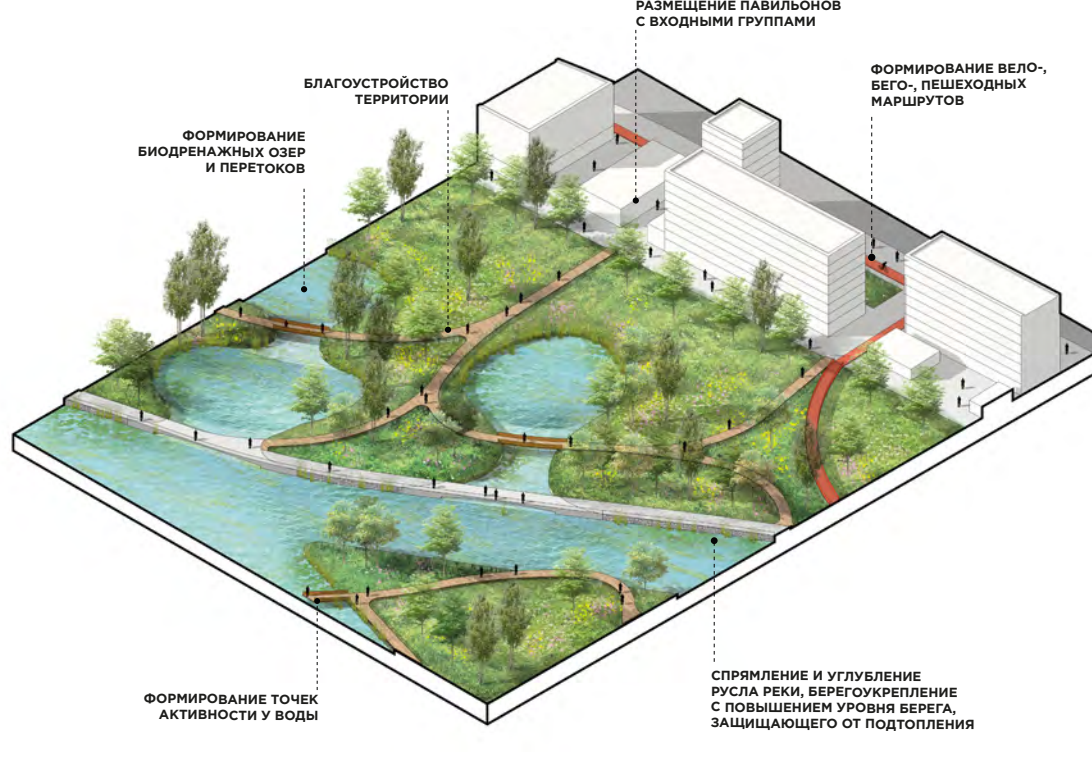 РАЗМЕЩЕНИЕ ПАВИЛЬОНОВ
С ВХОДНЫМИ ГРУППАМИ
ФОРМИРОВАНИЕ ВЕЛО-,
БЕГО-, ПЕШЕХОДНЫХ
МАРШРУТОВ
БЛАГОУСТРОЙСТВО
ТЕРРИТОРИИ
ФОРМИРОВАНИЕ
БИОДРЕНАЖНЫХ ОЗЕР
И ПЕРЕТОКОВ
ФОРМИРОВАНИЕ ТОЧЕК
АКТИВНОСТИ У ВОДЫ
СПРЯМЛЕНИЕ И УГЛУБЛЕНИЕ
РУСЛА РЕКИ, БЕРЕГОУКРЕПЛЕНИЕ
С ПОВЫШЕНИЕМ УРОВНЯ БЕРЕГА,
ЗАЩИЩАЮЩЕГО ОТ ПОДТОПЛЕНИЯ